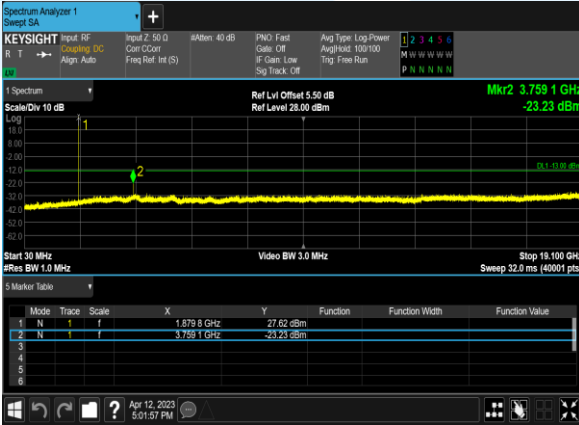 Spectrum Analyzer 1
Swept SA
+
KEYSIGHT Input: RF Input Z: 50 Ω #Atten: 40 dB PNO: Fast Avg Type: Log-Power 1 2 3 4 5 6
R T Coupling: DC Corr CCorr Gate: Off Avg|Hold: 100/100 M W W W W W
Align: Auto Freq Ref: Int (S) IF Gain: Low Trig: Free Run
LV Sig Track: Off P N N N N N
1 Spectrum Ref Lvl Offset 5.50 dB Mkr2 3.759 1 GHz
Scale/Div 10 dB Ref Level 28.00 dBm -23.23 dBm
Log
18.0
8.00
-2.00
-12.0
-22.0
-32.0
-42.0
-52.0
-62.0
1
2
DL1 -13.00 dBm
Start 30 MHz Video BW 3.0 MHz Stop 19.100 GHz
#Res BW 1.0 MHz Sweep 32.0 ms (40001 pts
5 Marker Table
Mode Trace Scale X Y Function Function Width Function Value
1 N 1 f 1.879 8 GHz 27.62 dBm
2 N 1 f 3.759 1 GHz -23.23 dBm
3
4
5
6
? Apr 12, 2023
5:01:57 PM